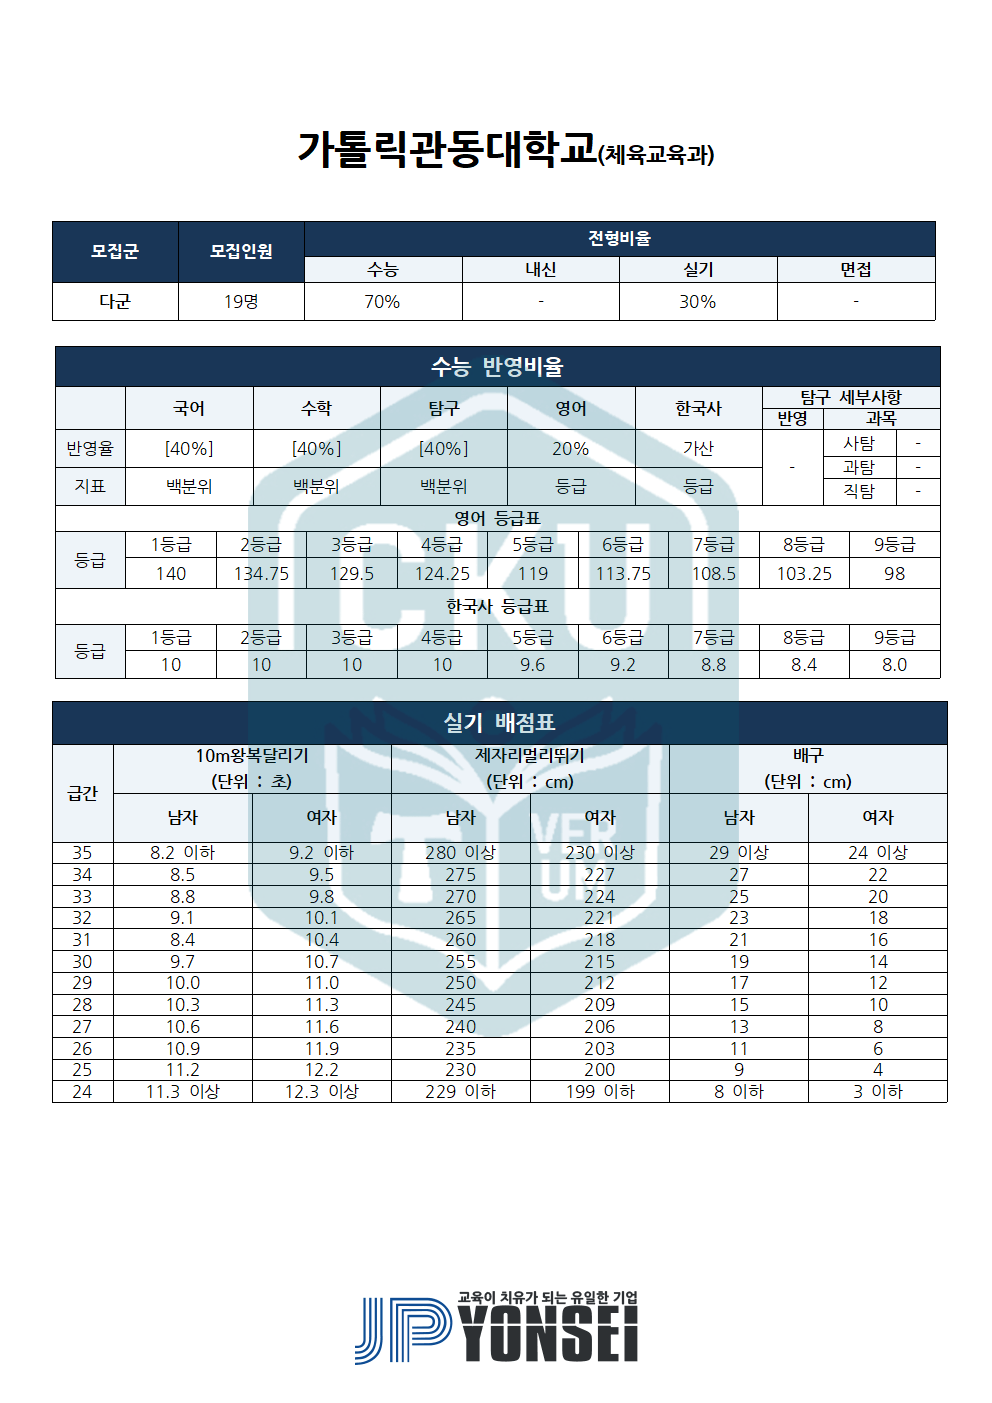 가톨릭관동대학교(체육교육과)
모집군 모집인원 전형비율
수능 내신 실기 면접
다군 19명 70% - 30% -
수능 반영비율
국어 수학 탐구 영어 한국사 탐구 세부사항
반영 과목
반영율 [40%] [40%] [40%] 20% 가산 - 사탐 -
과탐 -
지표 백분위 백분위 백분위 등급 등급 직탐 -
영어 등급표
등급 1등급 2등급 3등급 4등급 5등급 6등급 7등급 8등급 9등급
140 134.75 129.5 124.25 119 113.75 108.5 103.25 98
한국사 등급표
등급 1등급 2등급 3등급 4등급 5등급 6등급 7등급 8등급 9등급
10 10 10 10 9.6 9.2 8.8 8.4 8.0
CKU
실기 배점표
급간 10m왕복달리기 제자리멀리뛰기 배구
(단위 : 초) (단위 : cm) (단위 : cm)
남자 여자 남자 여자 남자 여자
VER
UM
35 8.2 이하 9.2 이하 280 이상 230 이상 29 이상 24 이상
34 8.5 9.5 275 227 27 22
33 8.8 9.8 270 224 25 20
32 9.1 10.1 265 221 23 18
31 8.4 10.4 260 218 21 16
30 9.7 10.7 255 215 19 14
29 10.0 11.0 250 212 17 12
28 10.3 11.3 245 209 15 10
27 10.6 11.6 240 206 13 8
26 10.9 11.9 235 203 11 6
25 11.2 12.2 230 200 9 4
24 11.3 이상 12.3 이상 229 이하 199 이하 8 이하 3 이하
교육이 치유가 되는 유일한 기업
JP YONSEI